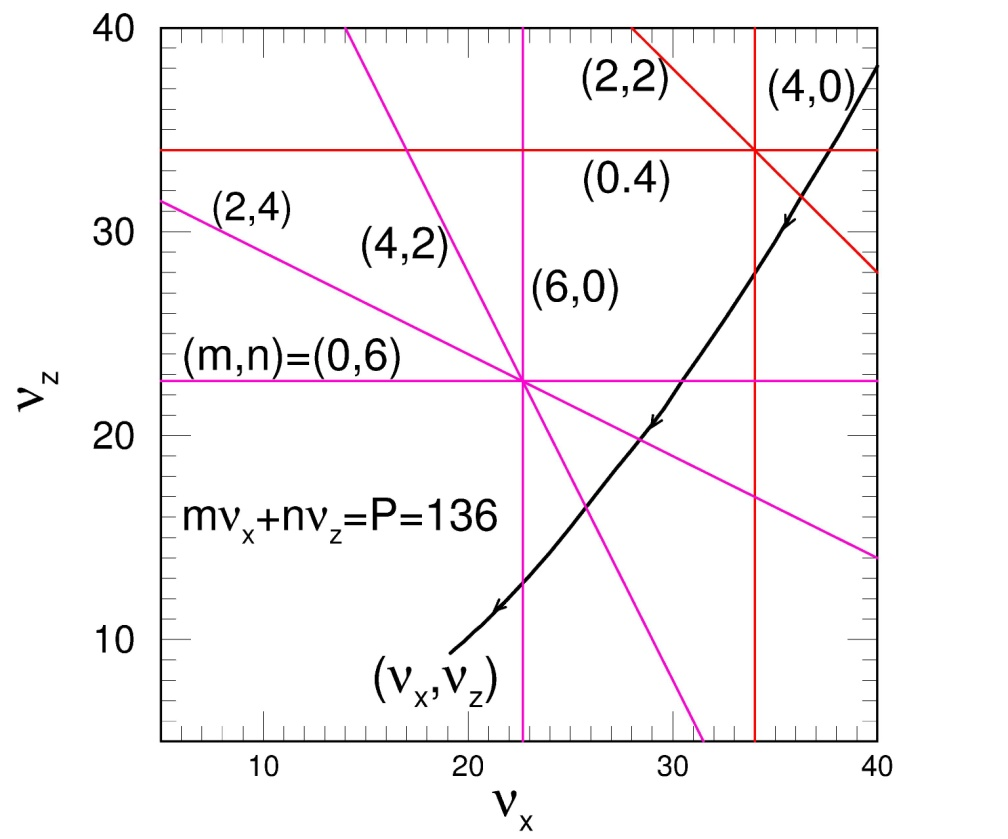 40
(2,2)
(4,0)
(0.4)
(2,4)
30
(4,2)
(6,0)
(m,n)=(0,6)
νz
20
mνx+nνz=P=136
10
(νx,νz)
10 20 30 40
νx